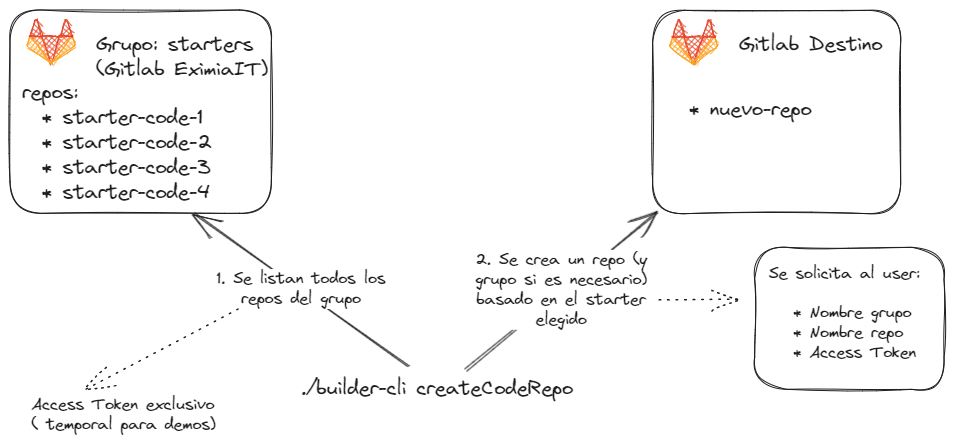 Grupo: starters
(Gitlab EximiaIT)
repos:
* starter-code-1
* starter-code-2
* starter-code-3
* starter-code-4
Gitlab Destino
* nuevo-repo
1. Se listan todos los
repos del grupo
2. Se crea un repo (y
grupo si es necesario)
basado en el starter
elegido
Se solicita al user:
* Nombre grupo
* Nombre repo
* Access Token
./builder-cli createCodeRepo
Access Token exclusivo
( temporal para demos)